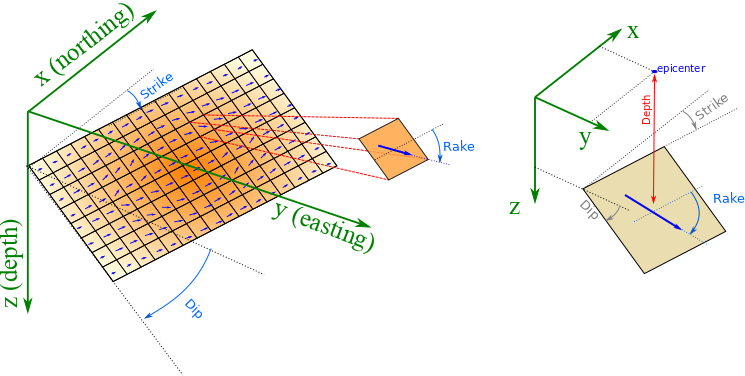 x (northing)
Strike
Rake
y (easting)
z (depth)
Dip
x
epicenter
Depth
Strike
y
z
Dip
Rake